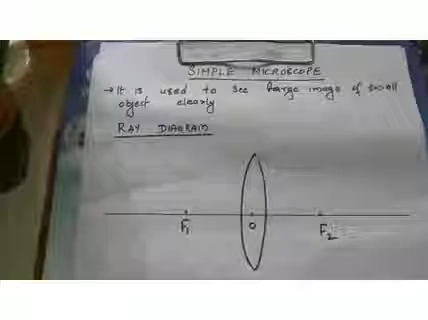 SIMPLE MICROSCOPE
→ It is used to see large image of small
object clearly
RAY DIAGRAM
F₁ O F₂